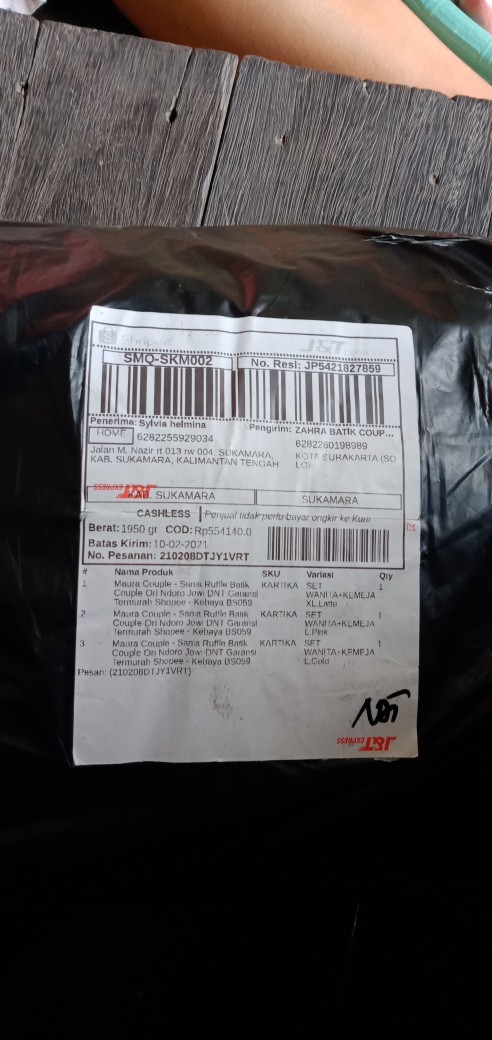 SMQ-SKM002
No. Resi: JP5421827859
Penerima: Sylvia helmina
HOME 6282255929034
Jalan M. Nazir rt 013 rw 004, SUKAMARA,
KAB. SUKAMARA, KALIMANTAN TENGAH
Pengirim: ZAHRA BATIK COUP...
6282260198989
KOTA SURAKARTA (SO
LO)
J&T EXPRESS
KAB. SUKAMARA
SUKAMARA
CASHLESS Penjual tidak perlu bayar ongkir ke Kurir
Berat: 1950 gr COD: Rp554140.0
Batas Kirim: 10-02-2021
No. Pesanan: 210208DTJY1VRT
# Nama Produk SKU Variasi Qty
1 Maura Couple - Sania Ruffle Batik KARTIKA SET 1
Couple Ori Ndoro Jowi DNT Garansi WANITA+KEMEJA
Termurah Shopee - Kebaya BS059 XL,Latte
2 Maura Couple - Sania Ruffle Batik KARTIKA SET 1
Couple Ori Ndoro Jowi DNT Garansi WANITA+KEMEJA
Termurah Shopee - Kebaya BS059 L,Pink
3 Maura Couple - Sania Ruffle Batik KARTIKA SET 1
Couple Ori Ndoro Jowi DNT Garansi WANITA+KEMEJA
Termurah Shopee - Kebaya BS059 L,Gold
Pesan: (210208DTJY1VRT)
J&T EXPRESS